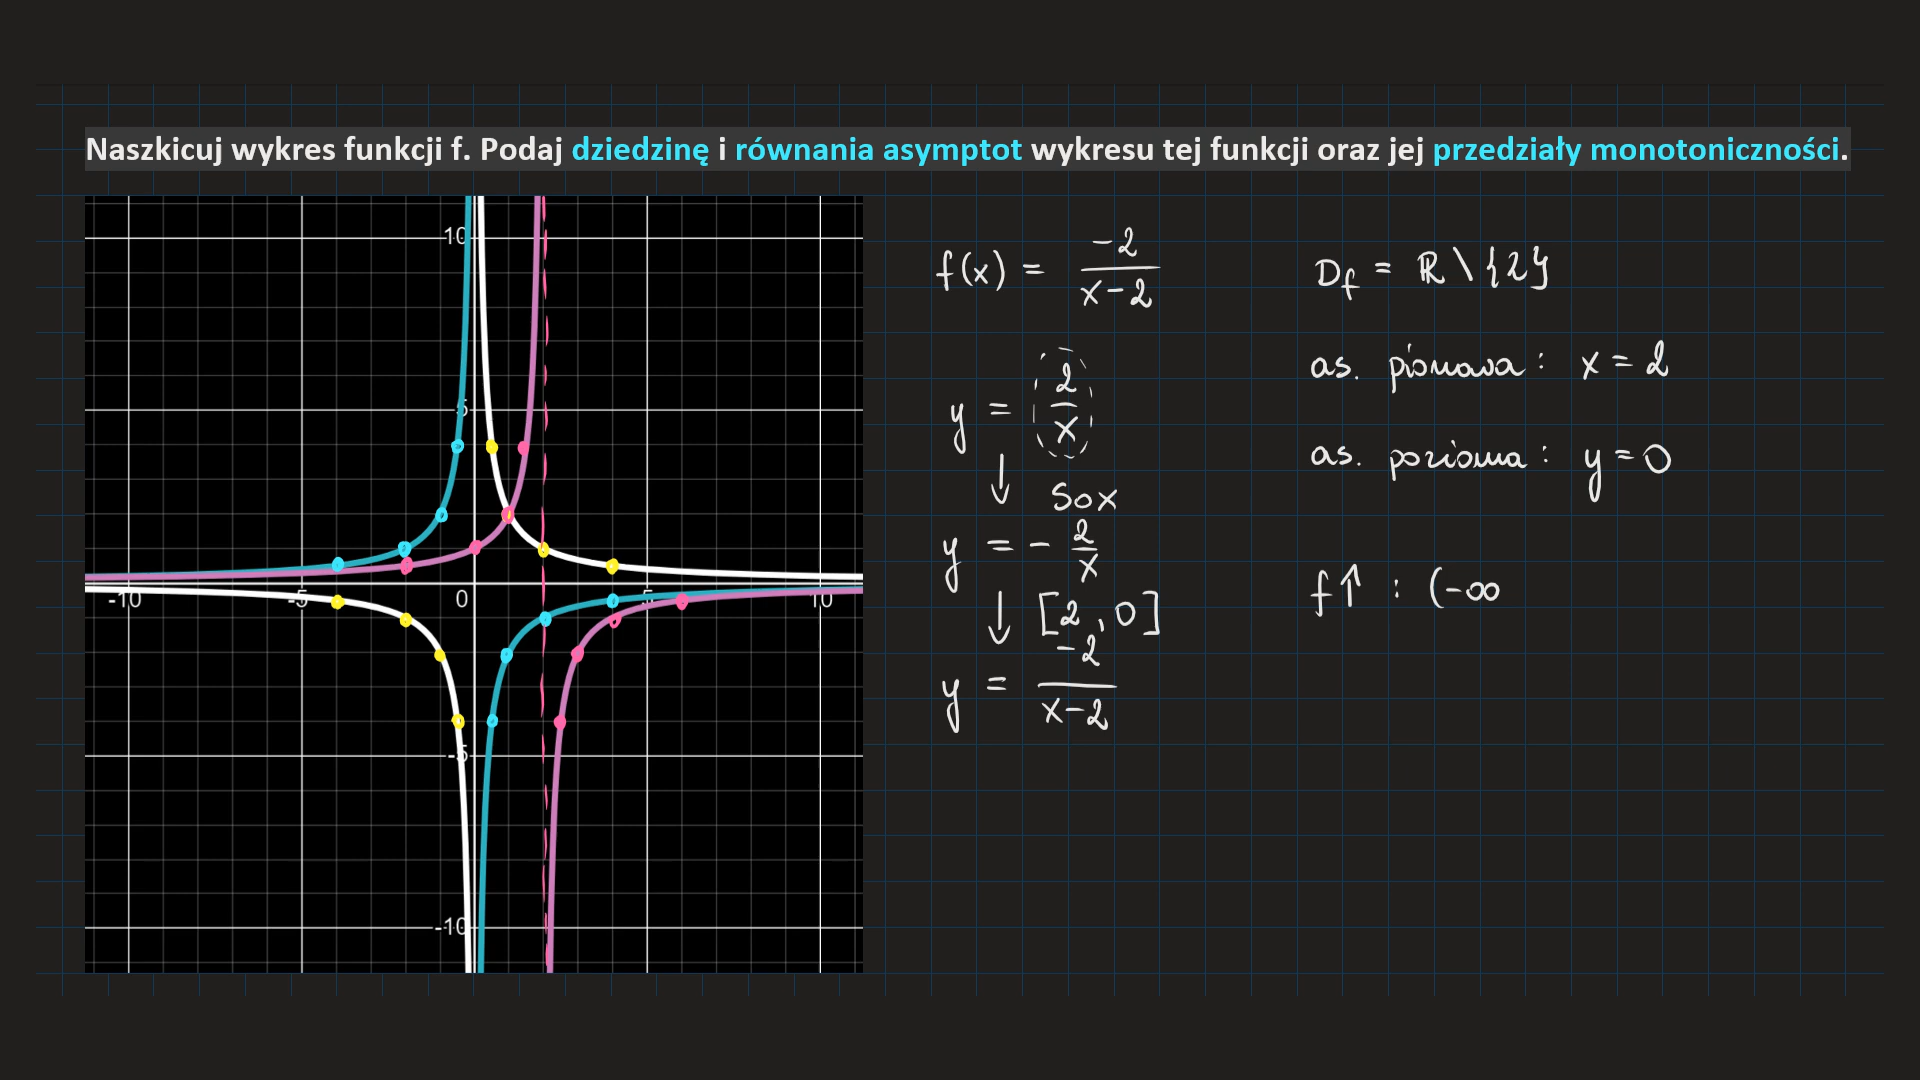 Naszkicuj wykres funkcji f. Podaj dziedzinę i równania asymptot wykresu tej funkcji oraz jej przedziały monotoniczności.
10
5
-10 -5 0 5 10
-5
-10
f(x) = -2/(x-2)
y = 2/x
↓ SOX
y = - 2/x
↓ [2, 0]
y = -2/(x-2)
Df = R \ {2}
as. pionowa: x = 2
as. pozioma: y = 0
f↑ : (-∞